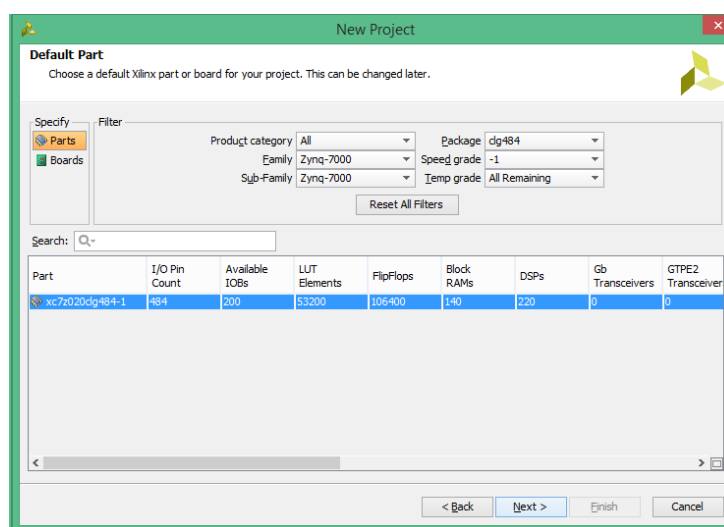 New Project
Default Part
Choose a default Xilinx part or board for your project. This can be changed later.
Specify
Filter
Parts
Boards
Product category All
Package clg484
Family Zynq-7000
Speed grade -1
Sub-Family Zynq-7000
Temp grade All Remaining
Reset All Filters
Search:
Part I/O Pin Count Available IOBs LUT Elements FlipFlops Block RAMs DSPs Gb Transceivers GTPE2 Transceiver
xc7z020clg484-1 484 200 53200 106400 140 220 0 0
< Back Next > Finish Cancel